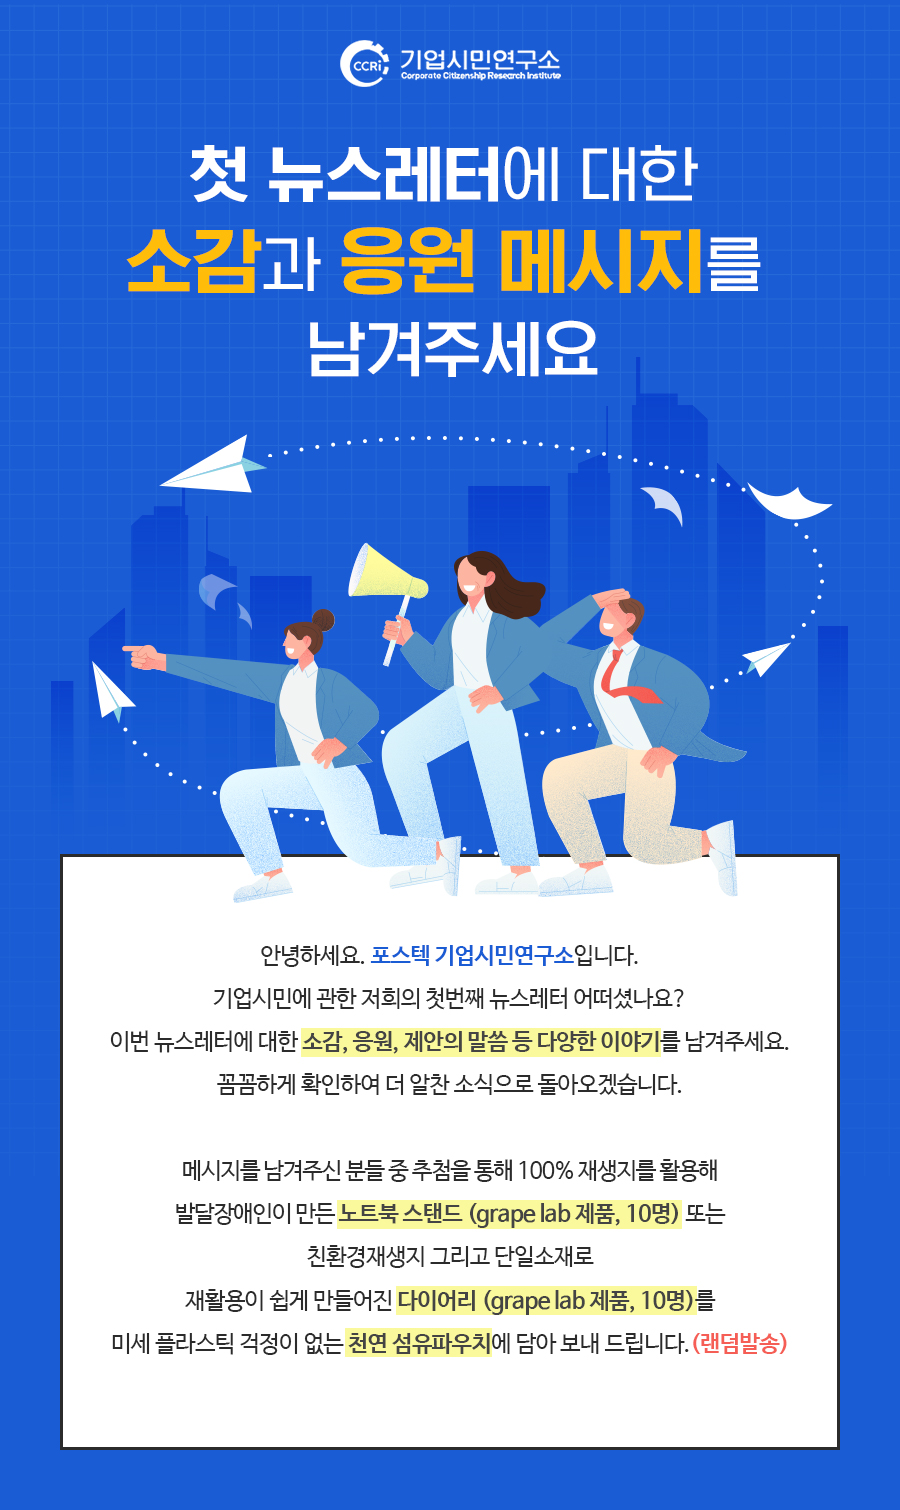 CCRi
기업시민연구소
Corporate Citizenship Research Institute
첫 뉴스레터에 대한
소감과 응원 메시지를
남겨주세요
안녕하세요. 포스텍 기업시민연구소입니다.
기업시민에 관한 저희의 첫번째 뉴스레터 어떠셨나요?
이번 뉴스레터에 대한 소감, 응원, 제안의 말씀 등 다양한 이야기를 남겨주세요.
꼼꼼하게 확인하여 더 알찬 소식으로 돌아오겠습니다.
메시지를 남겨주신 분들 중 추첨을 통해 100% 재생지를 활용해
발달장애인이 만든 노트북 스탠드 (grape lab 제품, 10명) 또는
친환경재생지 그리고 단일소재로
재활용이 쉽게 만들어진 다이어리 (grape lab 제품, 10명)를
미세 플라스틱 걱정이 없는 천연 섬유파우치에 담아 보내 드립니다. (랜덤발송)